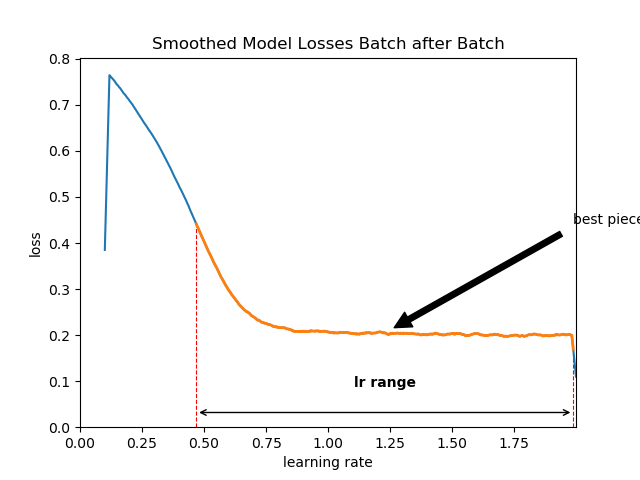 Smoothed Model Losses Batch after Batch
0.8
0.7
0.6
0.5
0.4
0.3
0.2
0.1
0.0
loss
best piece
lr range
0.00 0.25 0.50 0.75 1.00 1.25 1.50 1.75
learning rate